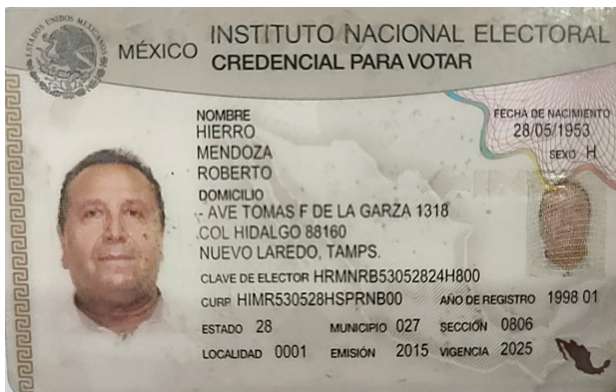 ESTADOS UNIDOS MEXICANOS
MÉXICO INSTITUTO NACIONAL ELECTORAL
CREDENCIAL PARA VOTAR
NOMBRE
HIERRO
MENDOZA
ROBERTO
FECHA DE NACIMIENTO
28/05/1953
SEXO H
DOMICILIO
AVE TOMAS F DE LA GARZA 1318
COL HIDALGO 88160
NUEVO LAREDO, TAMPS.
CLAVE DE ELECTOR HRMNRB53052824H800
CURP HIMR530528HSPRNB00 AÑO DE REGISTRO 1998 01
ESTADO 28 MUNICIPIO 027 SECCIÓN 0806
LOCALIDAD 0001 EMISIÓN 2015 VIGENCIA 2025